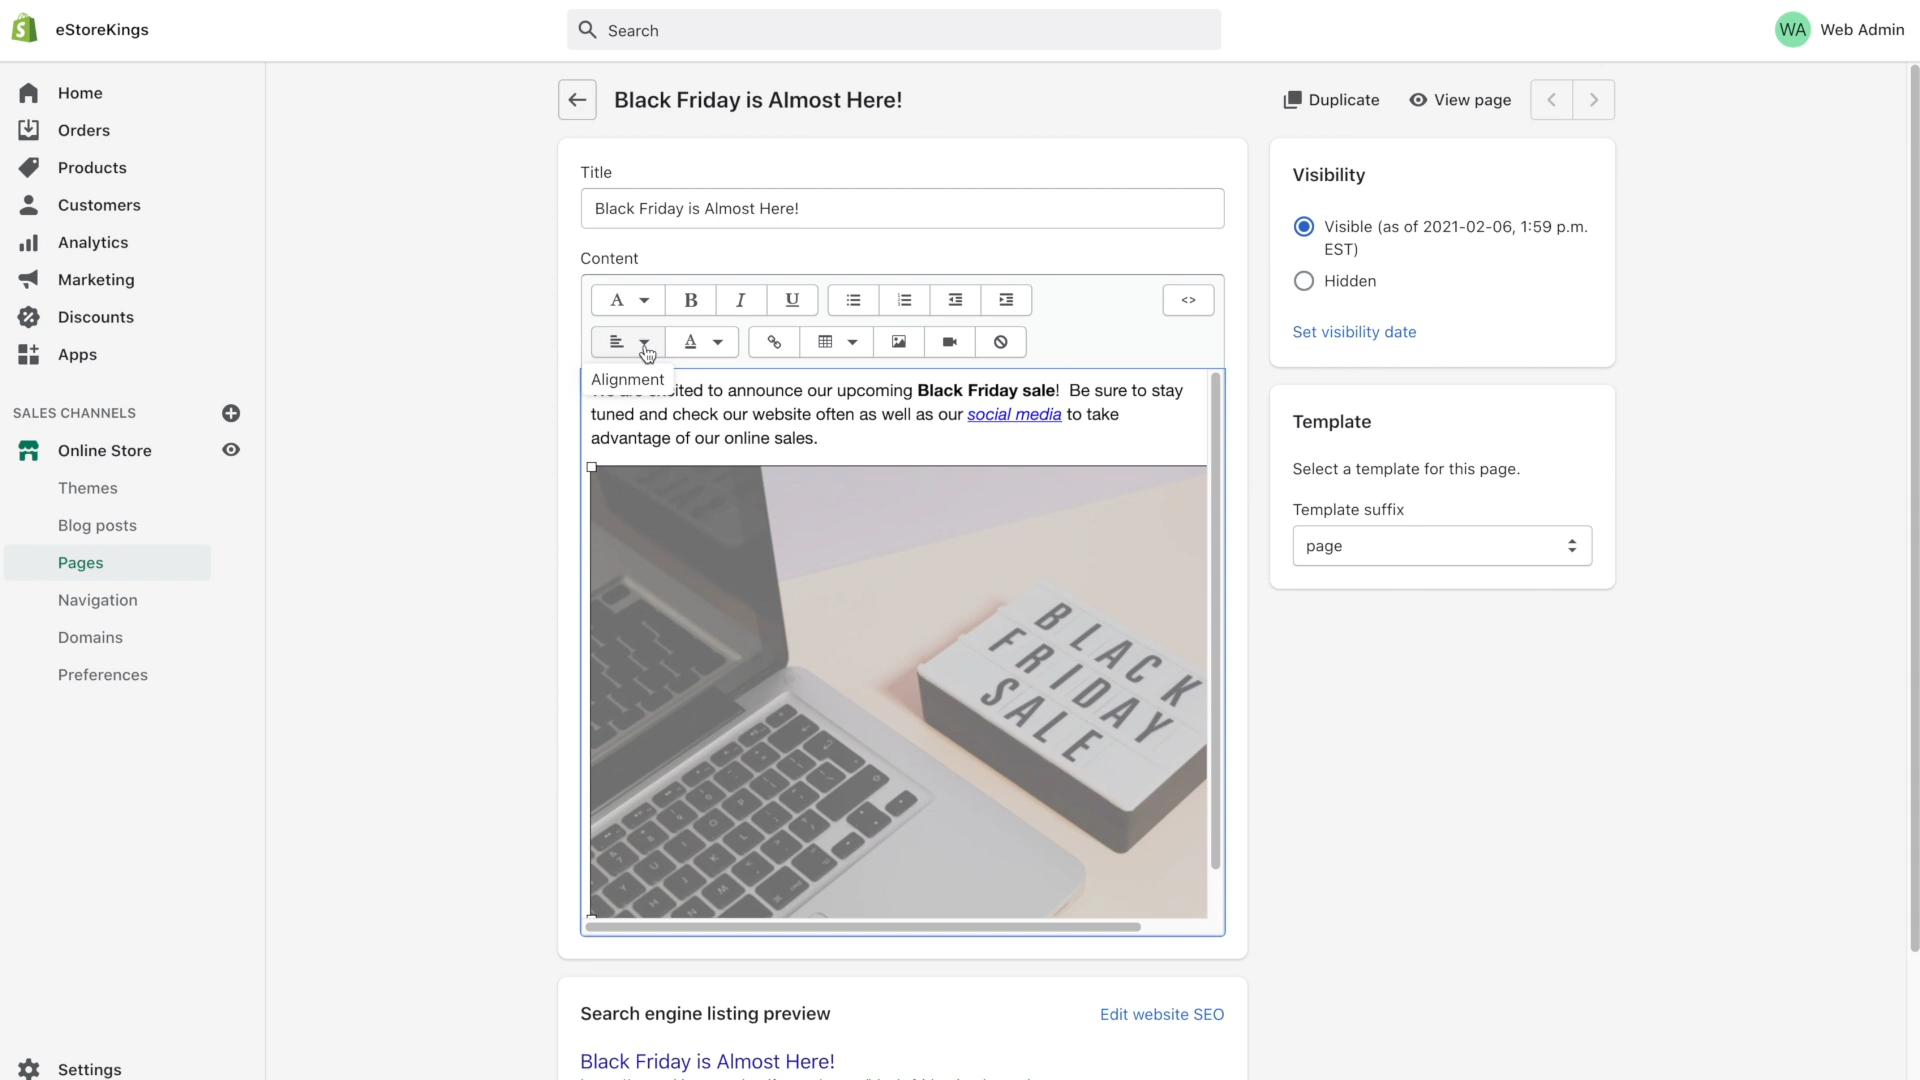 eStoreKings
Search
WA Web Admin
Home
Orders
Products
Customers
Analytics
Marketing
Discounts
Apps
SALES CHANNELS
Online Store
Themes
Blog posts
Pages
Navigation
Domains
Preferences
Settings
Black Friday is Almost Here!
Duplicate
View page
Title
Black Friday is Almost Here!
Content
A
B I U
<>
A
Alignment
ited to announce our upcoming Black Friday sale! Be sure to stay
tuned and check our website often as well as our social media to take
advantage of our online sales.
BLACK
FRIDAY
SALE
Search engine listing preview
Edit website SEO
Black Friday is Almost Here!
Visibility
Visible (as of 2021-02-06, 1:59 p.m.
EST)
Hidden
Set visibility date
Template
Select a template for this page.
Template suffix
page